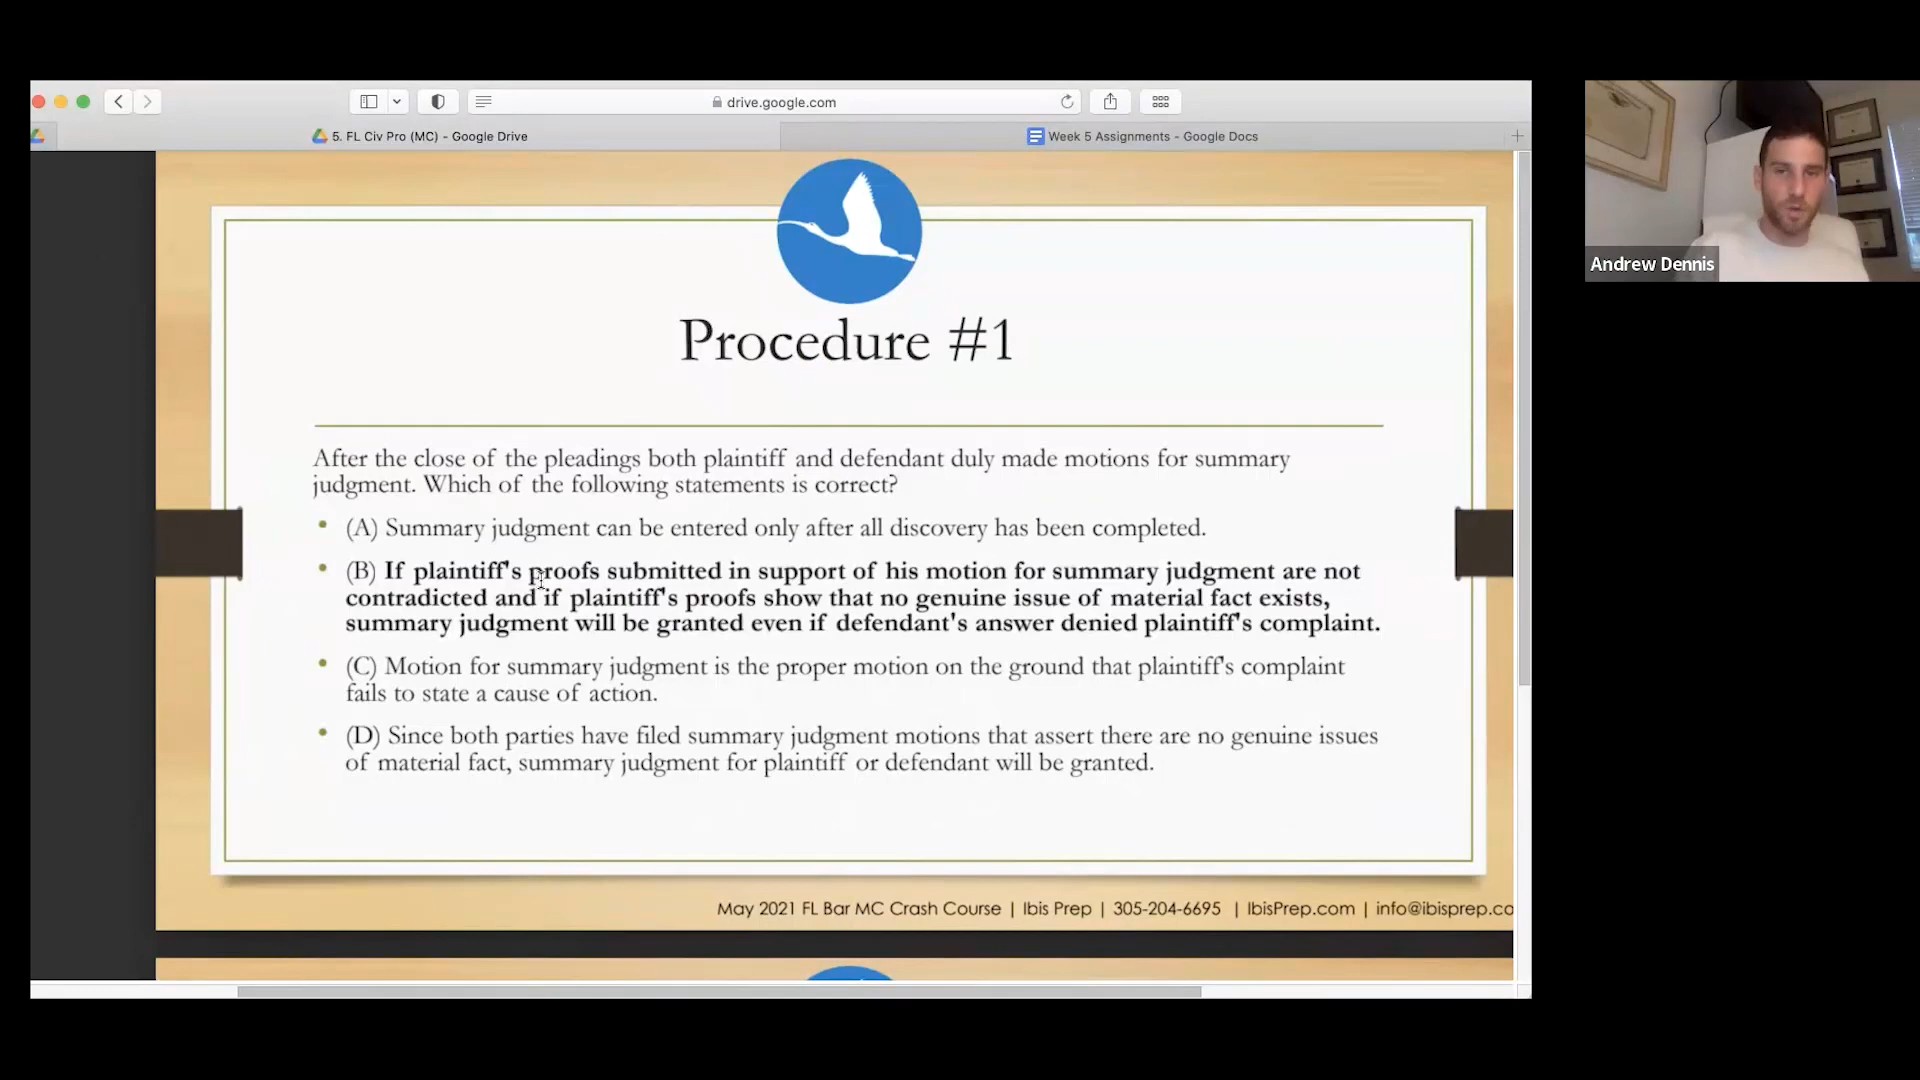 drive.google.com
5. FL Civ Pro (MC) - Google Drive
Week 5 Assignments - Google Docs
Andrew Dennis
Procedure #1
After the close of the pleadings both plaintiff and defendant duly made motions for summary
judgment. Which of the following statements is correct?
• (A) Summary judgment can be entered only after all discovery has been completed.
• (B) If plaintiff's proofs submitted in support of his motion for summary judgment are not
contradicted and if plaintiff's proofs show that no genuine issue of material fact exists,
summary judgment will be granted even if defendant's answer denied plaintiff's complaint.
• (C) Motion for summary judgment is the proper motion on the ground that plaintiff's complaint
fails to state a cause of action.
• (D) Since both parties have filed summary judgment motions that assert there are no genuine issues
of material fact, summary judgment for plaintiff or defendant will be granted.
May 2021 FL Bar MC Crash Course | Ibis Prep | 305-204-6695 | IbisPrep.com | info@ibisprep.co